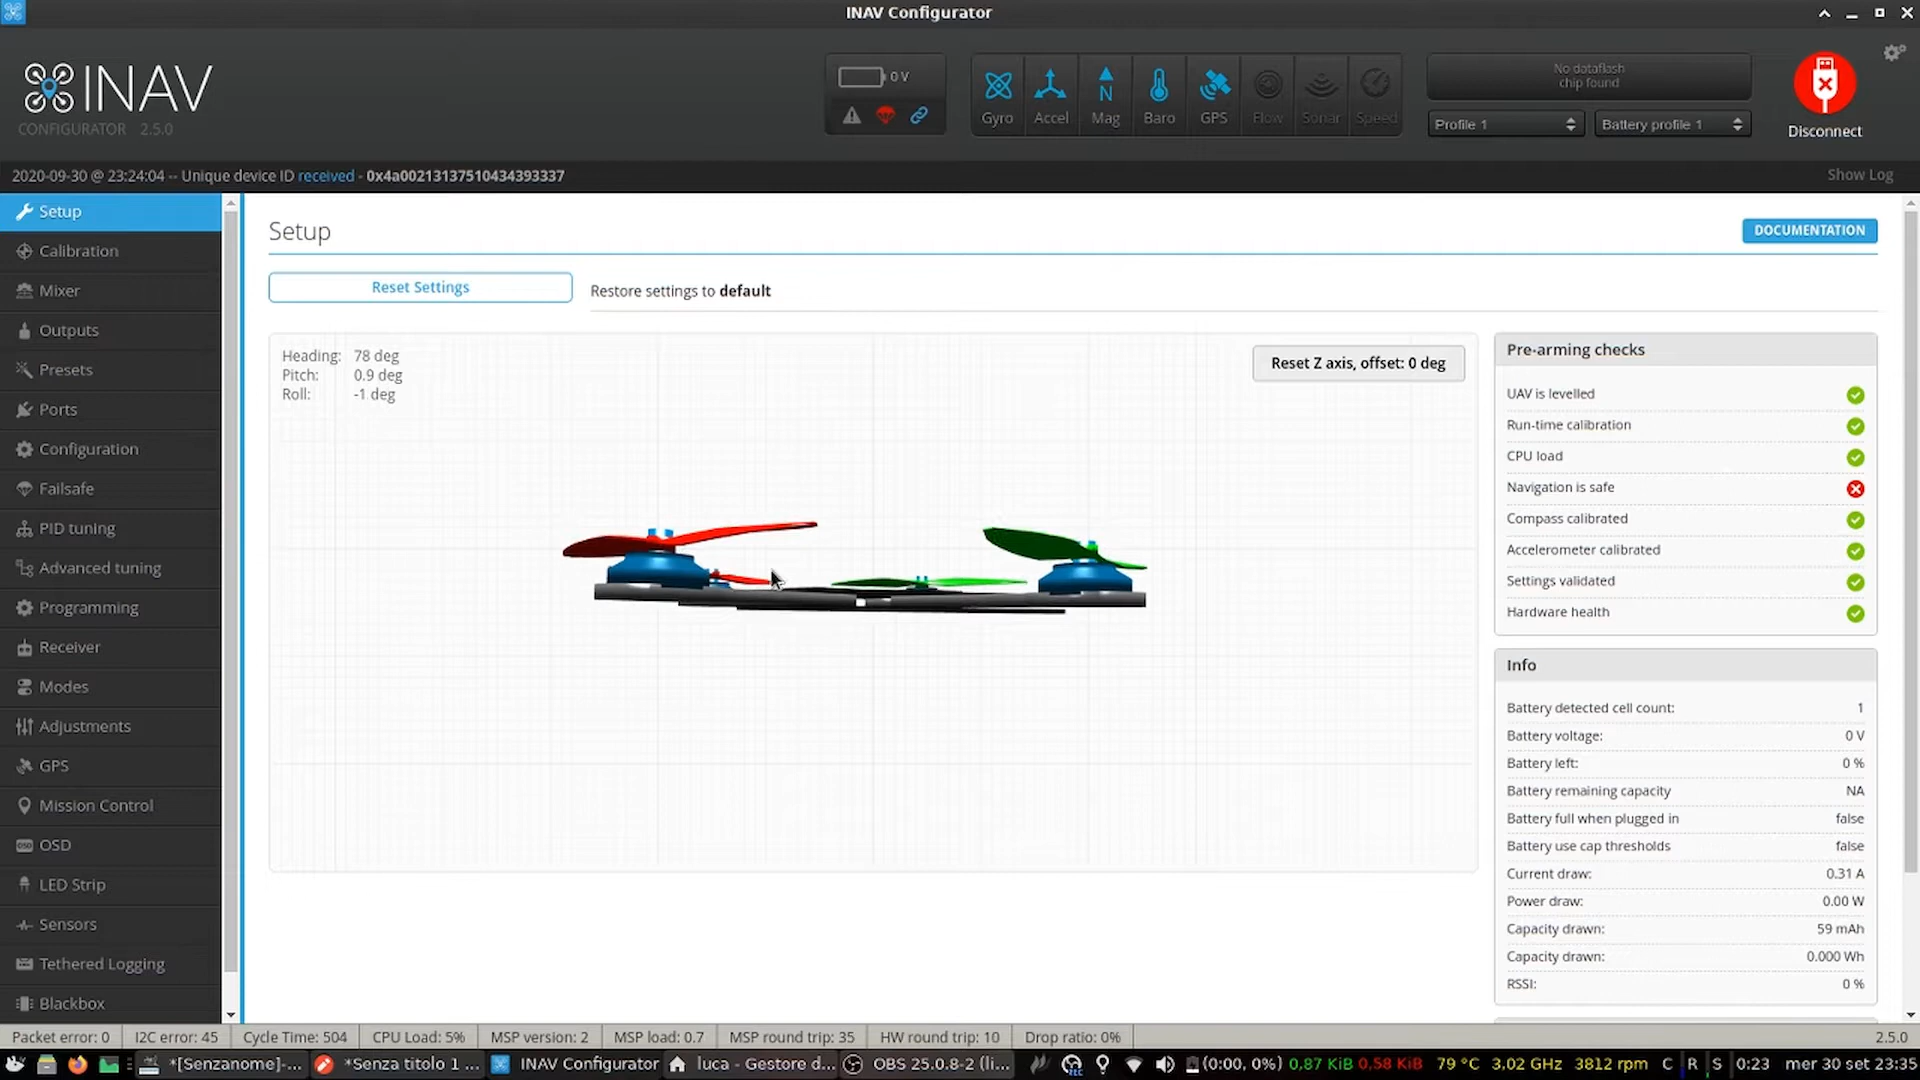 INAV Configurator
INAV
CONFIGURATOR 2.5.0
0 V
Gyro Accel Mag Baro GPS Flow Sonar Speed
No dataflash
chip found
Profile 1
Battery profile 1
Disconnect
2020-09-30 @ 23:24:04 -- Unique device ID received - 0x4a00213137510434393337
Show Log
Setup
Calibration
Mixer
Outputs
Presets
Ports
Configuration
Failsafe
PID tuning
Advanced tuning
Programming
Receiver
Modes
Adjustments
GPS
Mission Control
OSD
LED Strip
Sensors
Tethered Logging
Blackbox
Setup
DOCUMENTATION
Reset Settings
Restore settings to default
Heading: 78 deg
Pitch: 0.9 deg
Roll: -1 deg
Reset Z axis, offset: 0 deg
Pre-arming checks
UAV is levelled
Run-time calibration
CPU load
Navigation is safe
Compass calibrated
Accelerometer calibrated
Settings validated
Hardware health
Info
Battery detected cell count: 1
Battery voltage: 0 V
Battery left: 0 %
Battery remaining capacity NA
Battery full when plugged in false
Battery use cap thresholds false
Current draw: 0.31 A
Power draw: 0.00 W
Capacity drawn: 59 mAh
Capacity drawn: 0.000 Wh
RSSI: 0 %
Packet error: 0 I2C error: 45 Cycle Time: 504 CPU Load: 5% MSP version: 2 MSP load: 0.7 MSP round trip: 35 HW round trip: 10 Drop ratio: 0% 2.5.0
*[Senzanome]-... *Senza titolo 1 ... INAV Configurator luca - Gestore d... OBS 25.0.8-2 (li... (0:00, 0%) 0,87 KiB 0,58 KiB 79 °C 3,02 GHz 3812 rpm C R S 0:23 mer 30 set 23:35